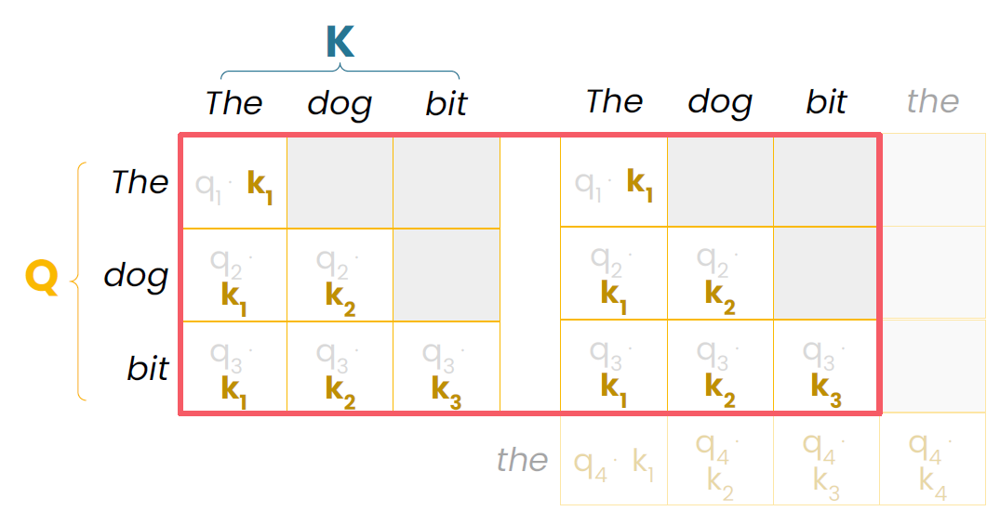 K
The dog bit The dog bit the
The q₁· k₁ q₁· k₁
dog q₂· k₁ q₂· k₂ q₂· k₁ q₂· k₂
Q
bit q₃· k₁ q₃· k₂ q₃· k₃ q₃· k₁ q₃· k₂ q₃· k₃
the q₄· k₁ q₄· k₂ q₄· k₃ q₄· k₄